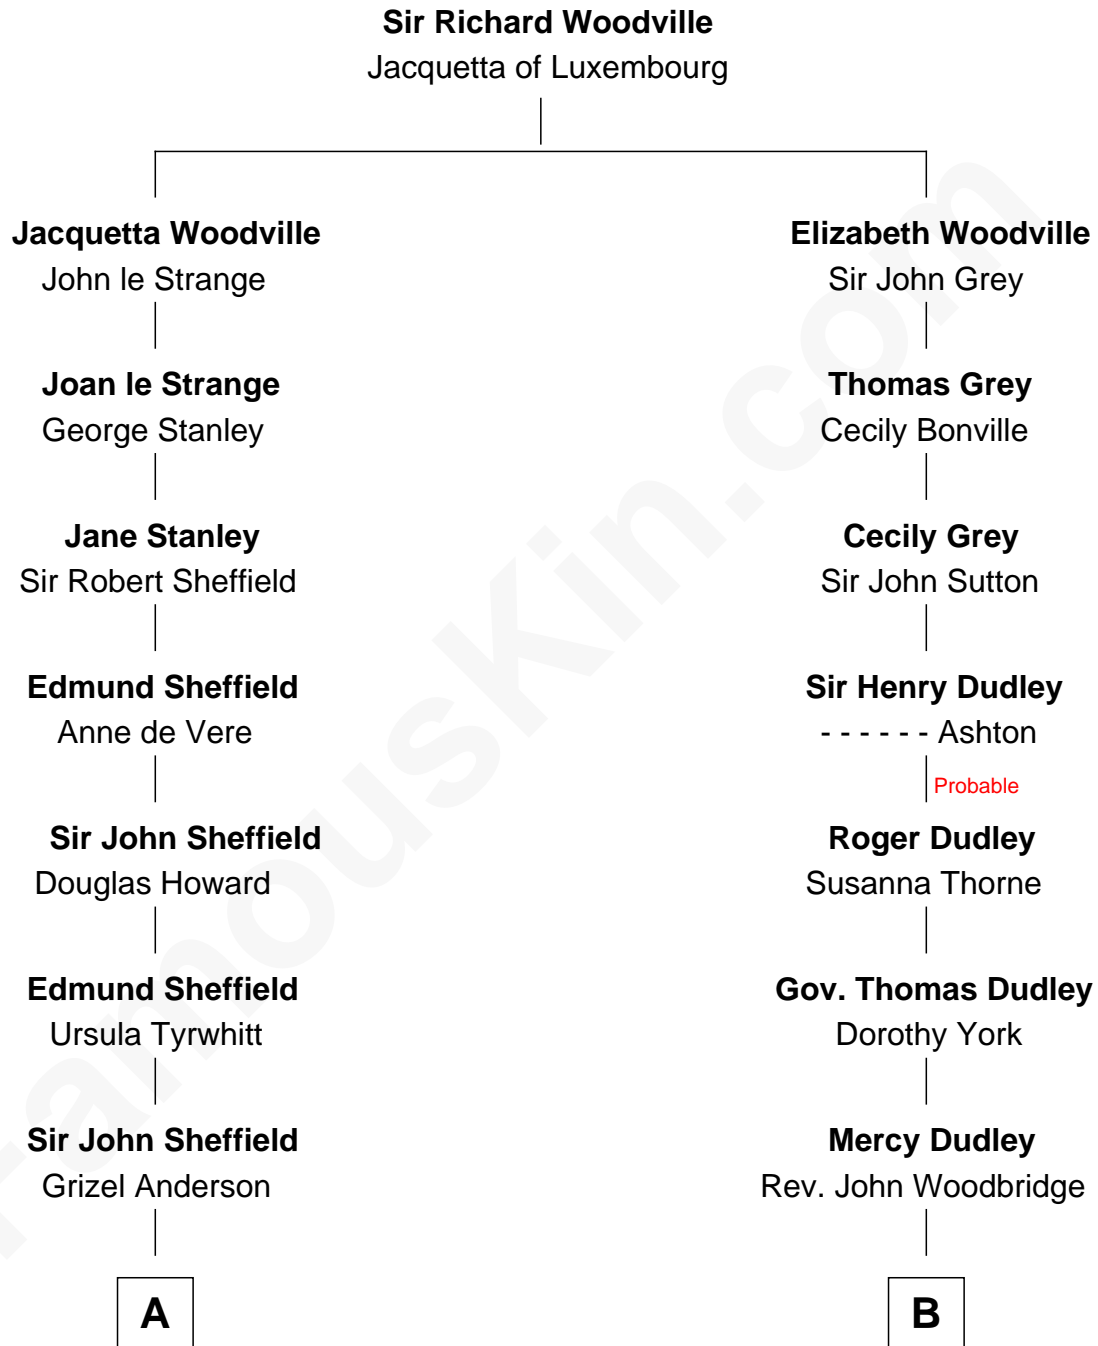 Sir Richard Woodville
Jacquetta of Luxembourg
Jacquetta Woodville
John le Strange
Elizabeth Woodville
Sir John Grey
Joan le Strange
George Stanley
Thomas Grey
Cecily Bonville
Jane Stanley
Sir Robert Sheffield
Cecily Grey
Sir John Sutton
Edmund Sheffield
Anne de Vere
Sir Henry Dudley
- - - - - - Ashton
Probable
Sir John Sheffield
Douglas Howard
Roger Dudley
Susanna Thorne
Edmund Sheffield
Ursula Tyrwhitt
Gov. Thomas Dudley
Dorothy York
Sir John Sheffield
Grizel Anderson
Mercy Dudley
Rev. John Woodbridge
A
B
FamousKin.com